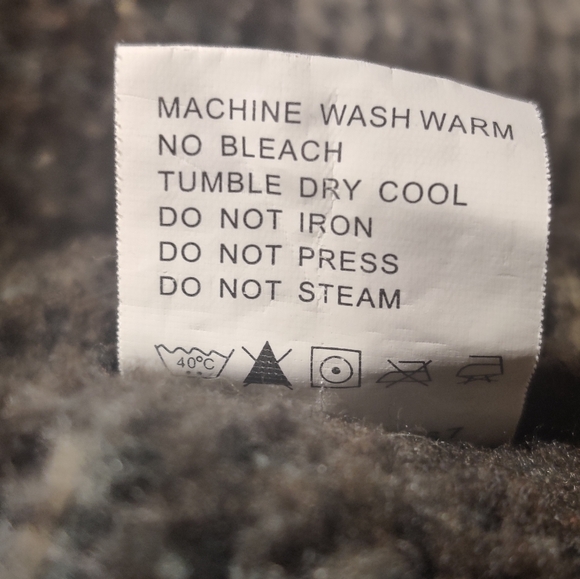 MACHINE WASH WARM
NO BLEACH
TUMBLE DRY COOL
DO NOT IRON
DO NOT PRESS
DO NOT STEAM
40°C